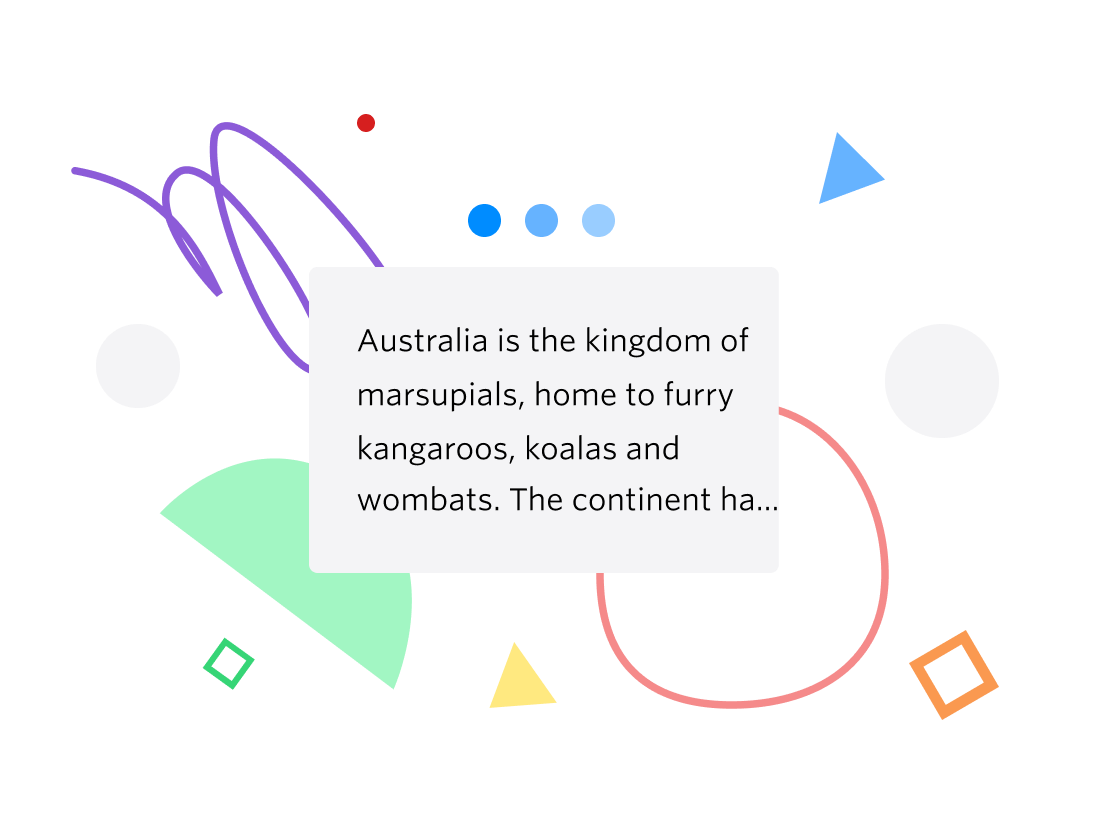 Australia is the kingdom of
marsupials, home to furry
kangaroos, koalas and
wombats. The continent ha...